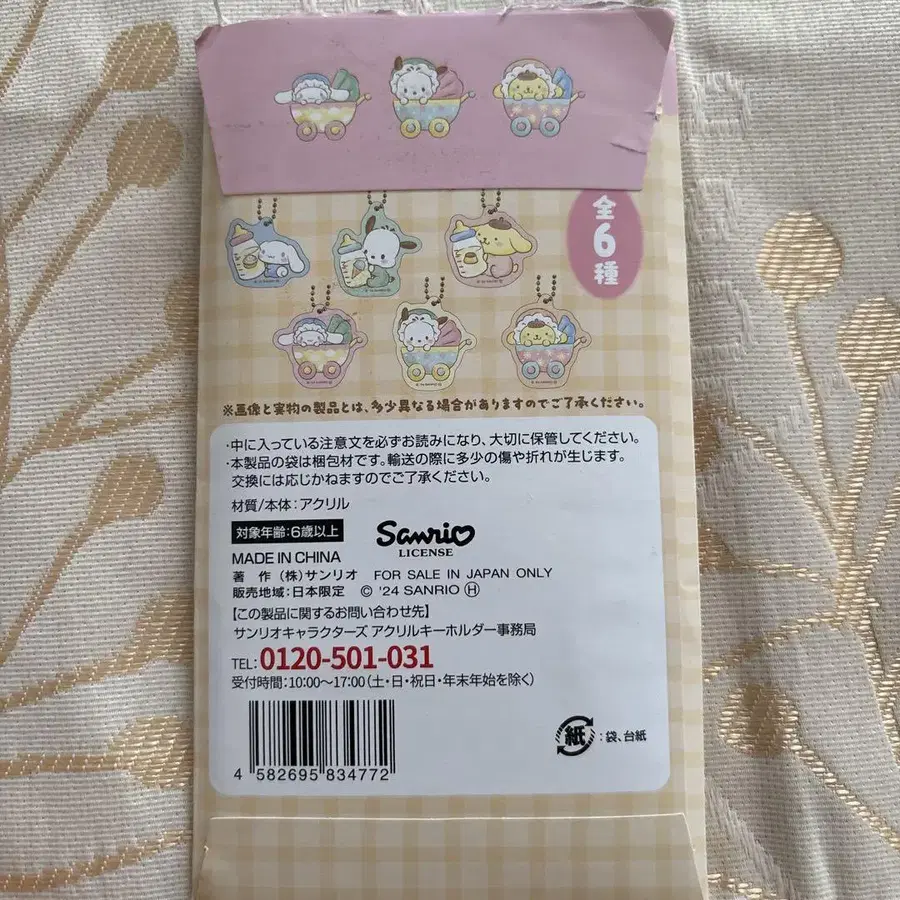 全6種
※画像と実物の製品とは、多少異なる場合がありますのでご了承ください。
・中に入っている注意文を必ずお読みになり、大切に保管してください。
・本製品の袋は梱包材です。輸送の際に多少の傷や折れが生じます。
交換には応じかねますのでご了承ください。
材質/本体：アクリル
対象年齢：6歳以上
Sanrio
LICENSE
MADE IN CHINA
著 作 (株)サンリオ FOR SALE IN JAPAN ONLY
販売地域：日本限定 © '24 SANRIO Ⓗ
【この製品に関するお問い合わせ先】
サンリオキャラクターズ アクリルキーホルダー事務局
TEL：0120-501-031
受付時間：10:00～17:00（土・日・祝日・年末年始を除く）
4 582695 834772
紙：袋、台紙